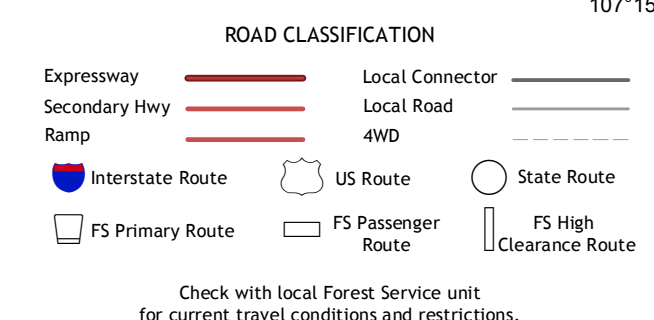 107°15
ROAD CLASSIFICATION
Expressway
Local Connector
Secondary Hwy
Local Road
Ramp
4WD
Interstate Route
US Route
State Route
FS Primary Route
FS Passenger
Route
FS High
Clearance Route
Check with local Forest Service unit
for current travel conditions and restrictions.